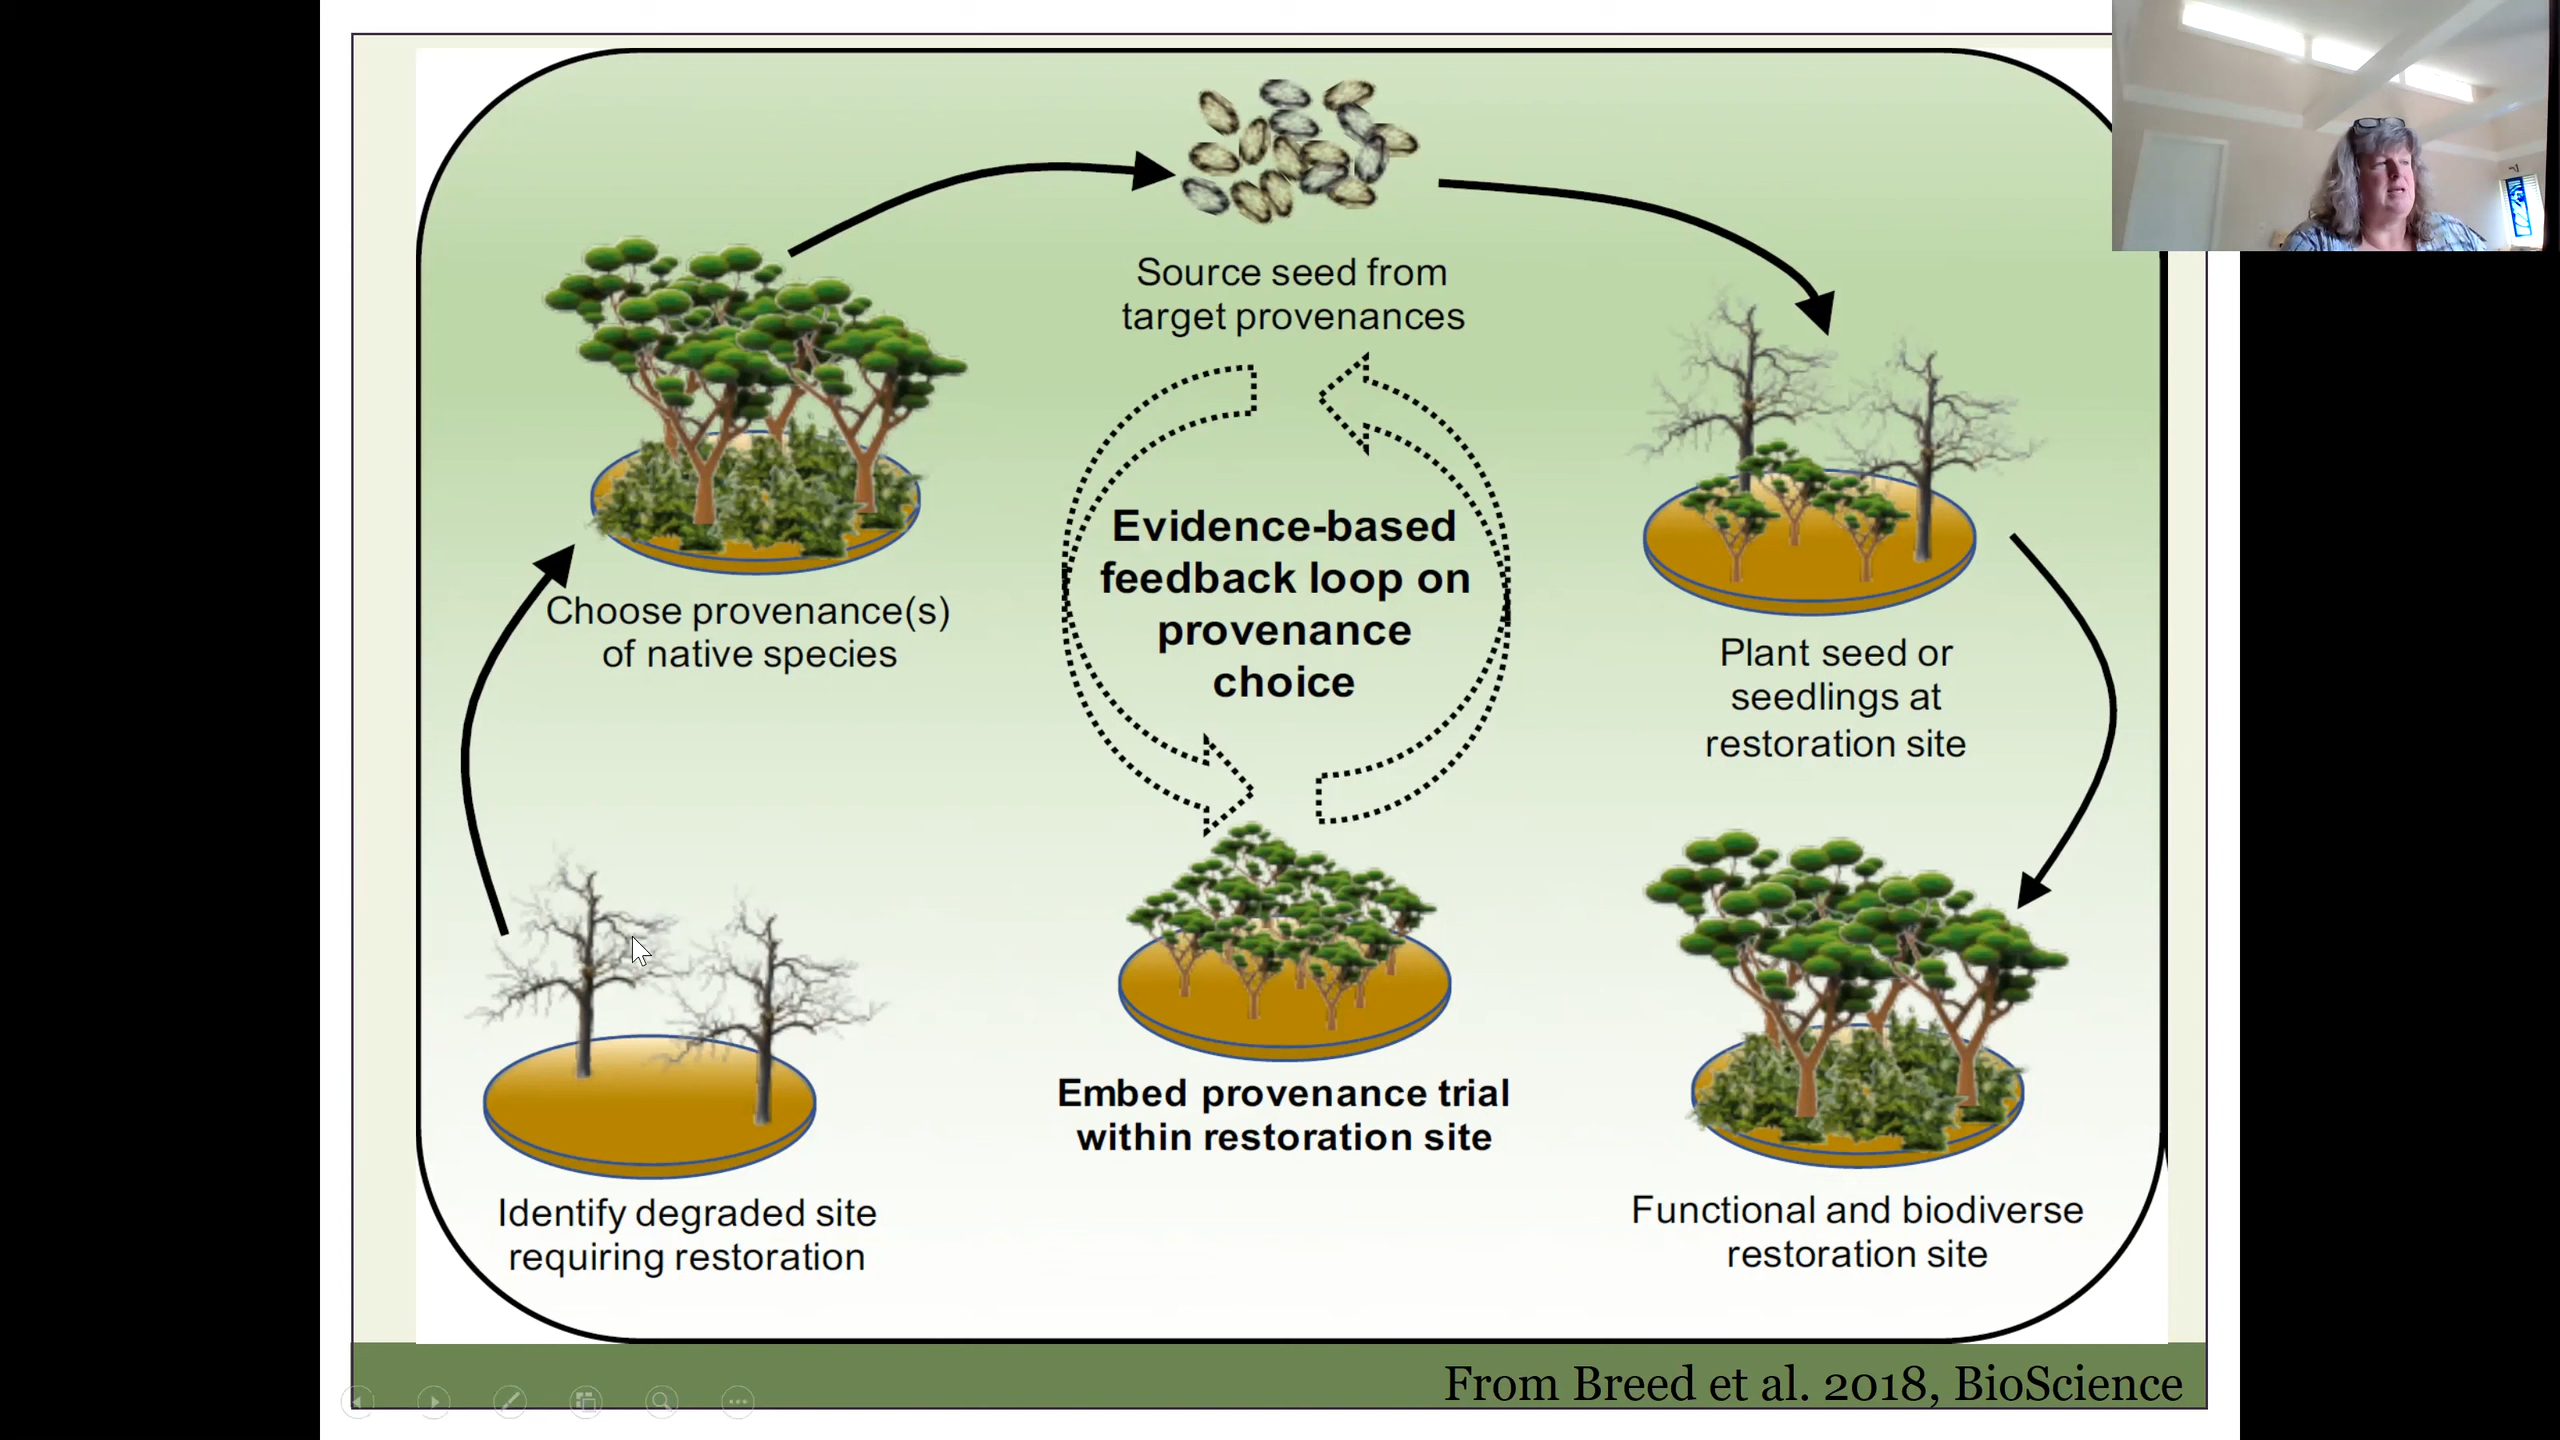 Source seed from
target provenances
Choose provenance(s)
of native species
Evidence-based
feedback loop on
provenance
choice
Plant seed or
seedlings at
restoration site
Embed provenance trial
within restoration site
Identify degraded site
requiring restoration
Functional and biodiverse
restoration site
From Breed et al. 2018, BioScience